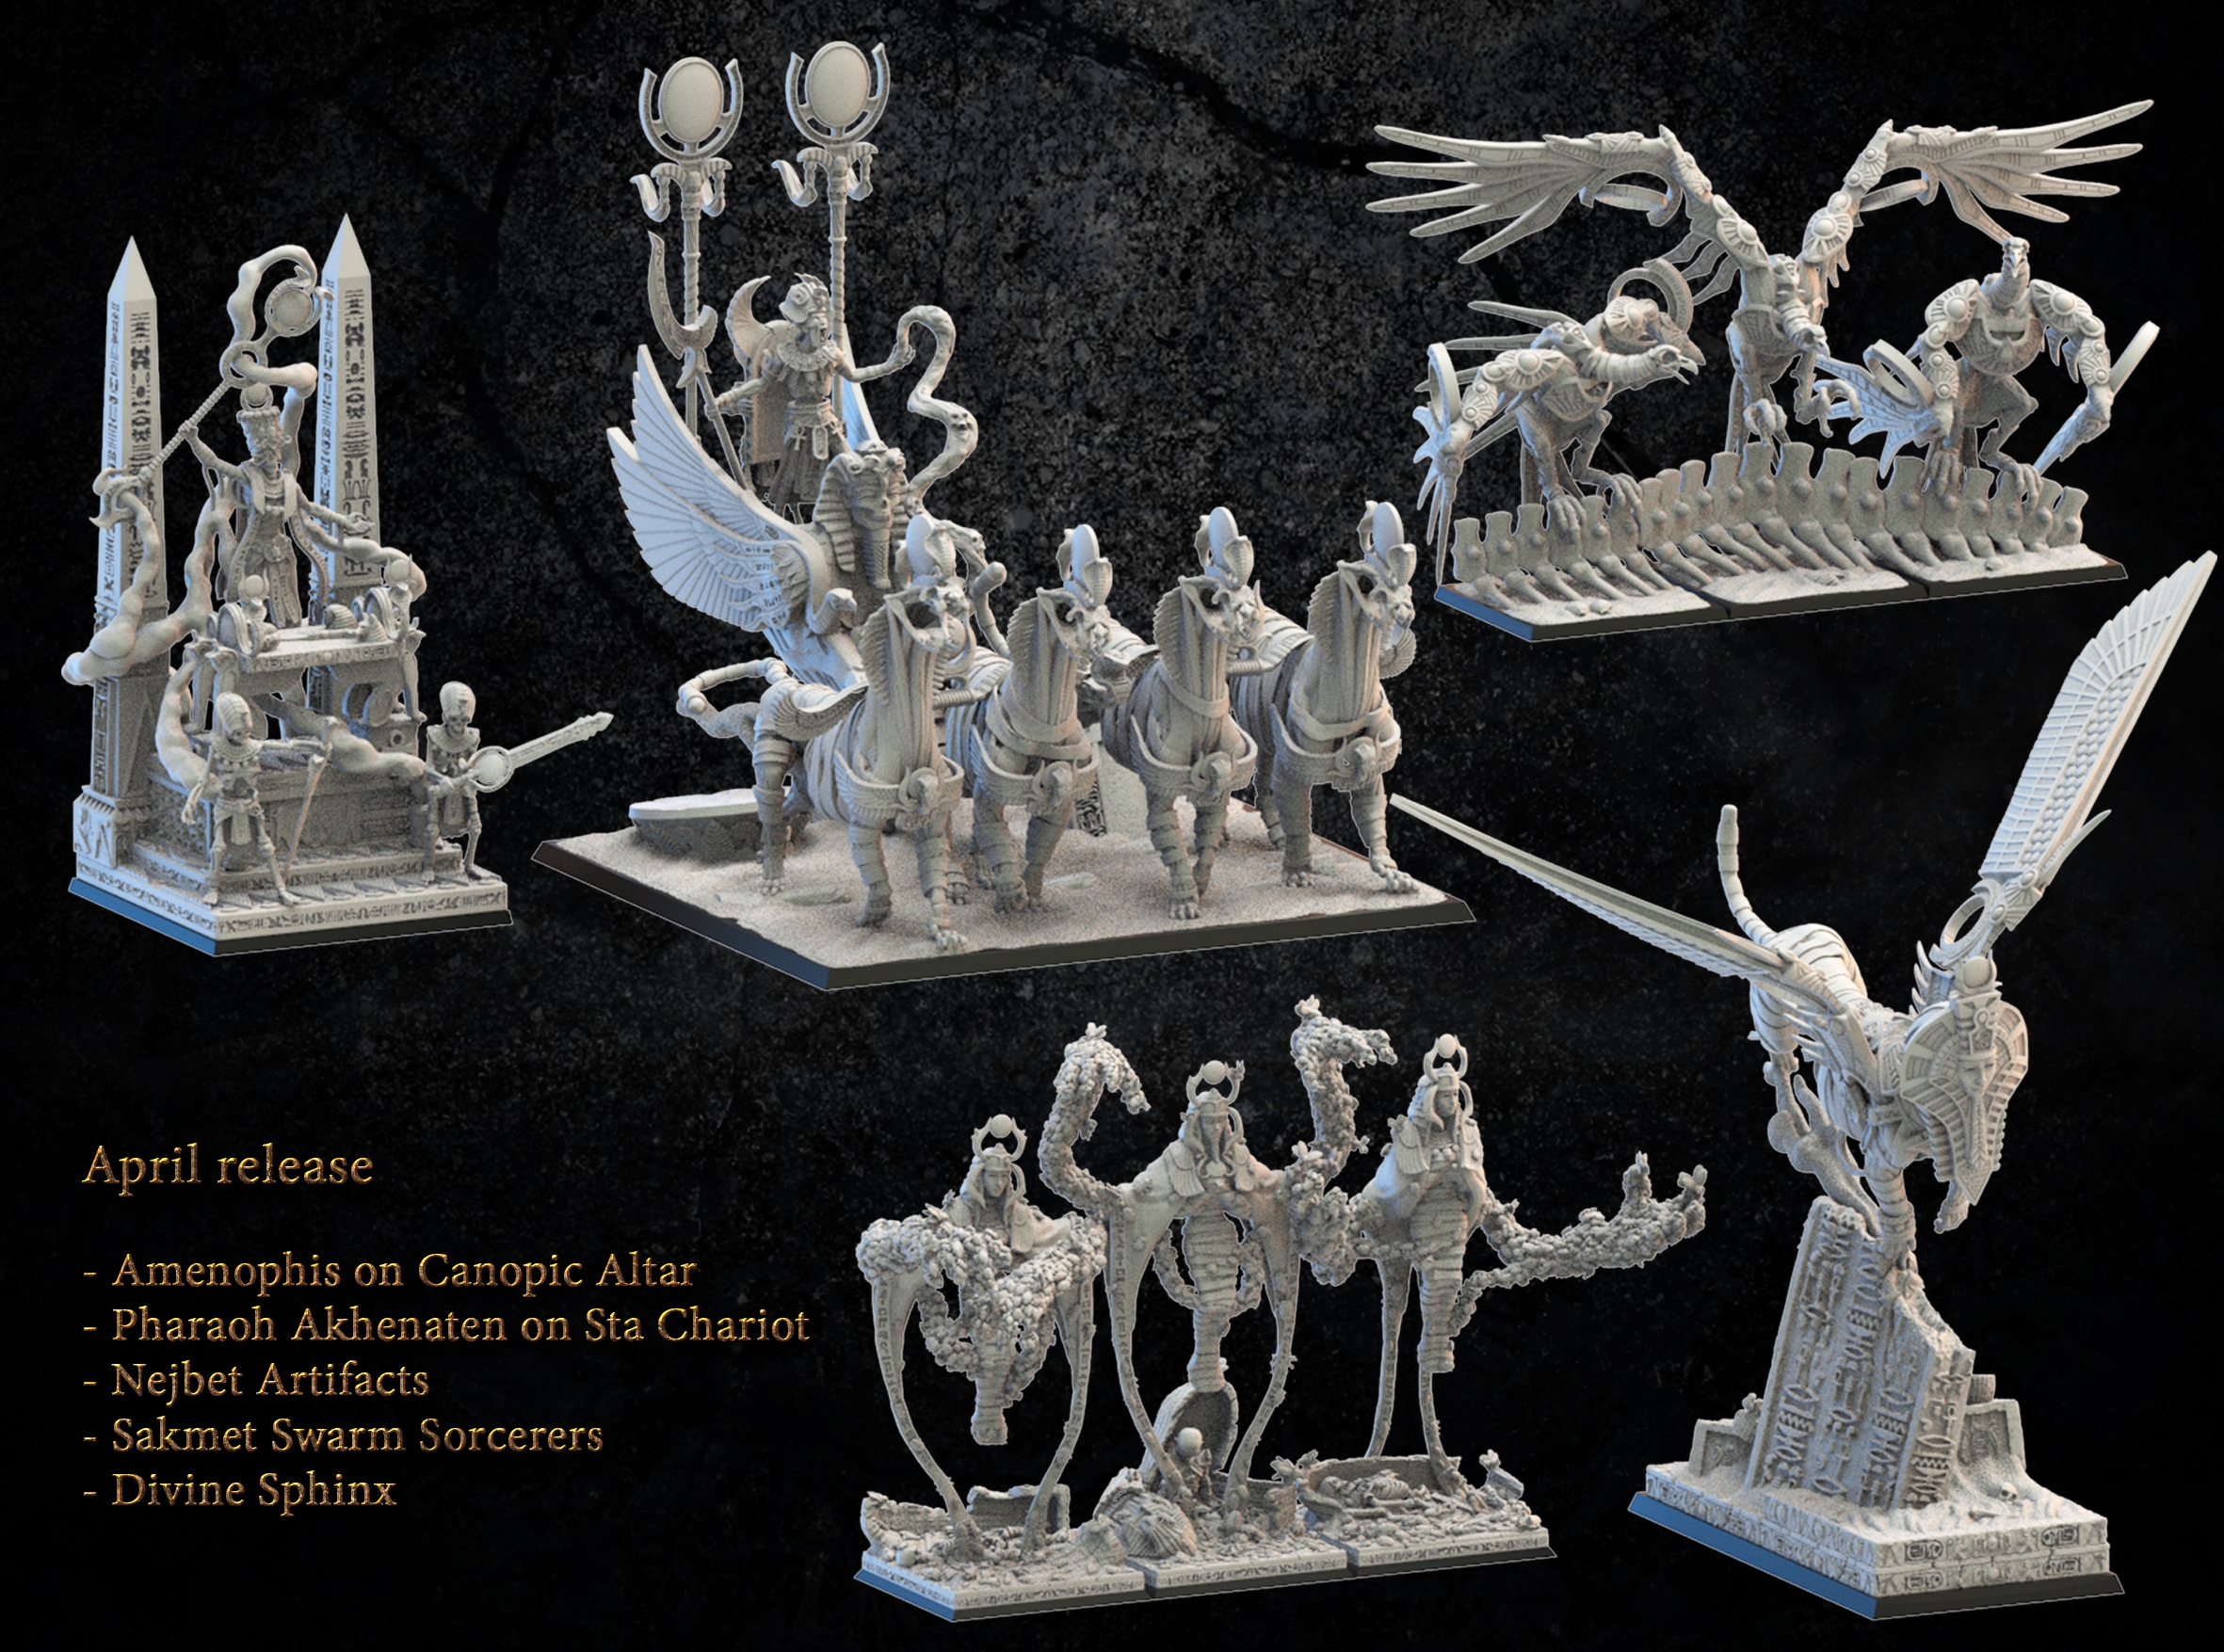 April release
- Amenophis on Canopic Altar
- Pharaoh Akhenaten on Sta Chariot
- Nejbet Artifacts
- Sakmet Swarm Sorcerers
- Divine Sphinx